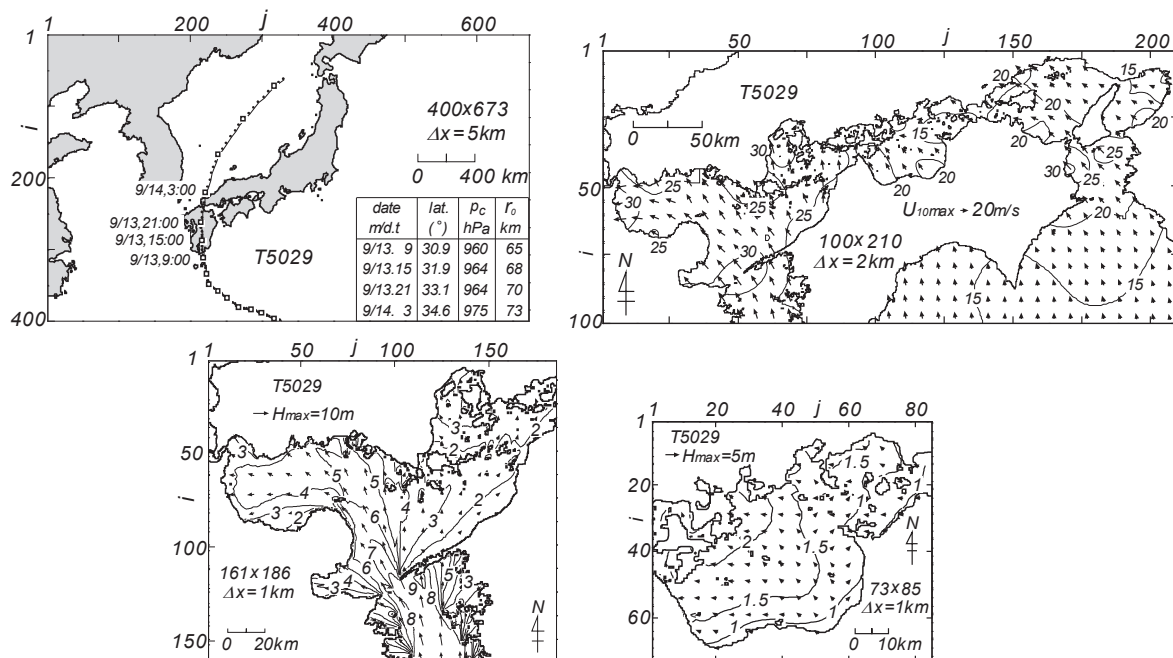 1 200 j 400 600
i
200
400
400x673
Δx=5km
0 400 km
9/14,3:00
9/13,21:00
9/13,15:00
9/13,9:00
T5029
date lat. pc r₀
m/d.t (°) hPa km
9/13. 9 30.9 960 65
9/13.15 31.9 964 68
9/13.21 33.1 964 70
9/14. 3 34.6 975 73
1 50 100 j 150 200
1
50
i
100
T5029
0 50km
N
U10max → 20m/s
100x210
Δx=2km
15 20 20 20 20 15 15 30 30 25 25 20 20 25 30 20 25 25 30 25 25 30 15 15
1 50 j 100 150
1
50
i
100
150
T5029
→ Hmax=10m
161x186
Δx=1km
0 20km
N
3 5 5 4 4 3 2 6 3 2 7 6 4 3 9 8 5 3 8 3 2 2
1 20 40 j 60 80
1
20
i
40
60
T5029
→ Hmax=5m
N
73x85
Δx=1km
0 10km
1.5 1 1 2 1.5 1.5 1